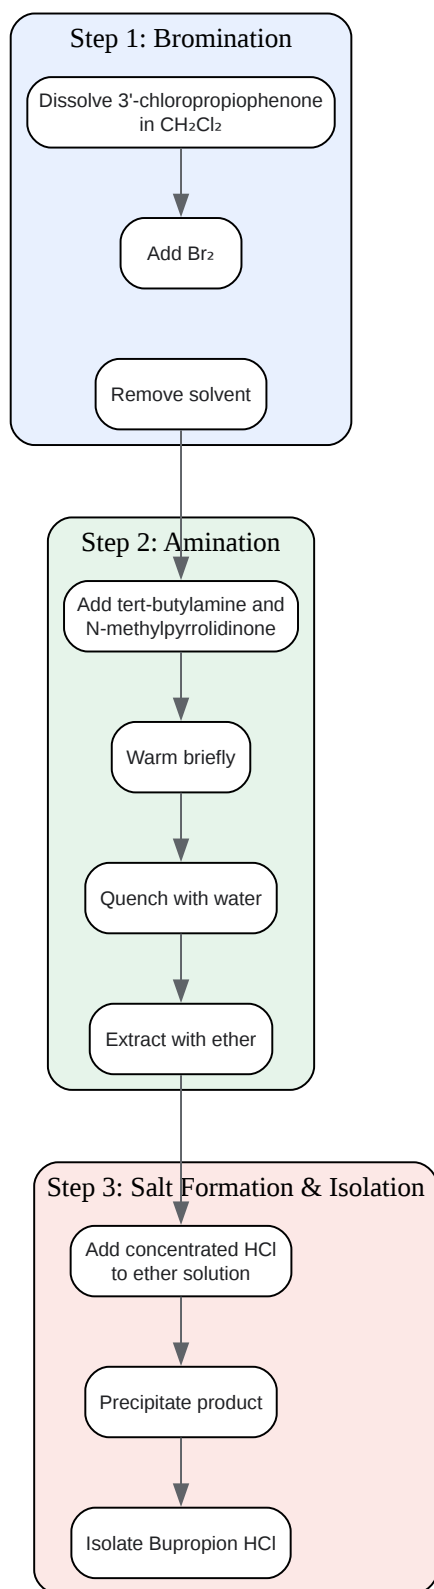 Step 1: Bromination
Dissolve 3'-chloropropiophenone
in CH₂Cl₂
Add Br₂
Remove solvent
Step 2: Amination
Add tert-butylamine and
N-methylpyrrolidinone
Warm briefly
Quench with water
Extract with ether
Step 3: Salt Formation & Isolation
Add concentrated HCl
to ether solution
Precipitate product
Isolate Bupropion HCl